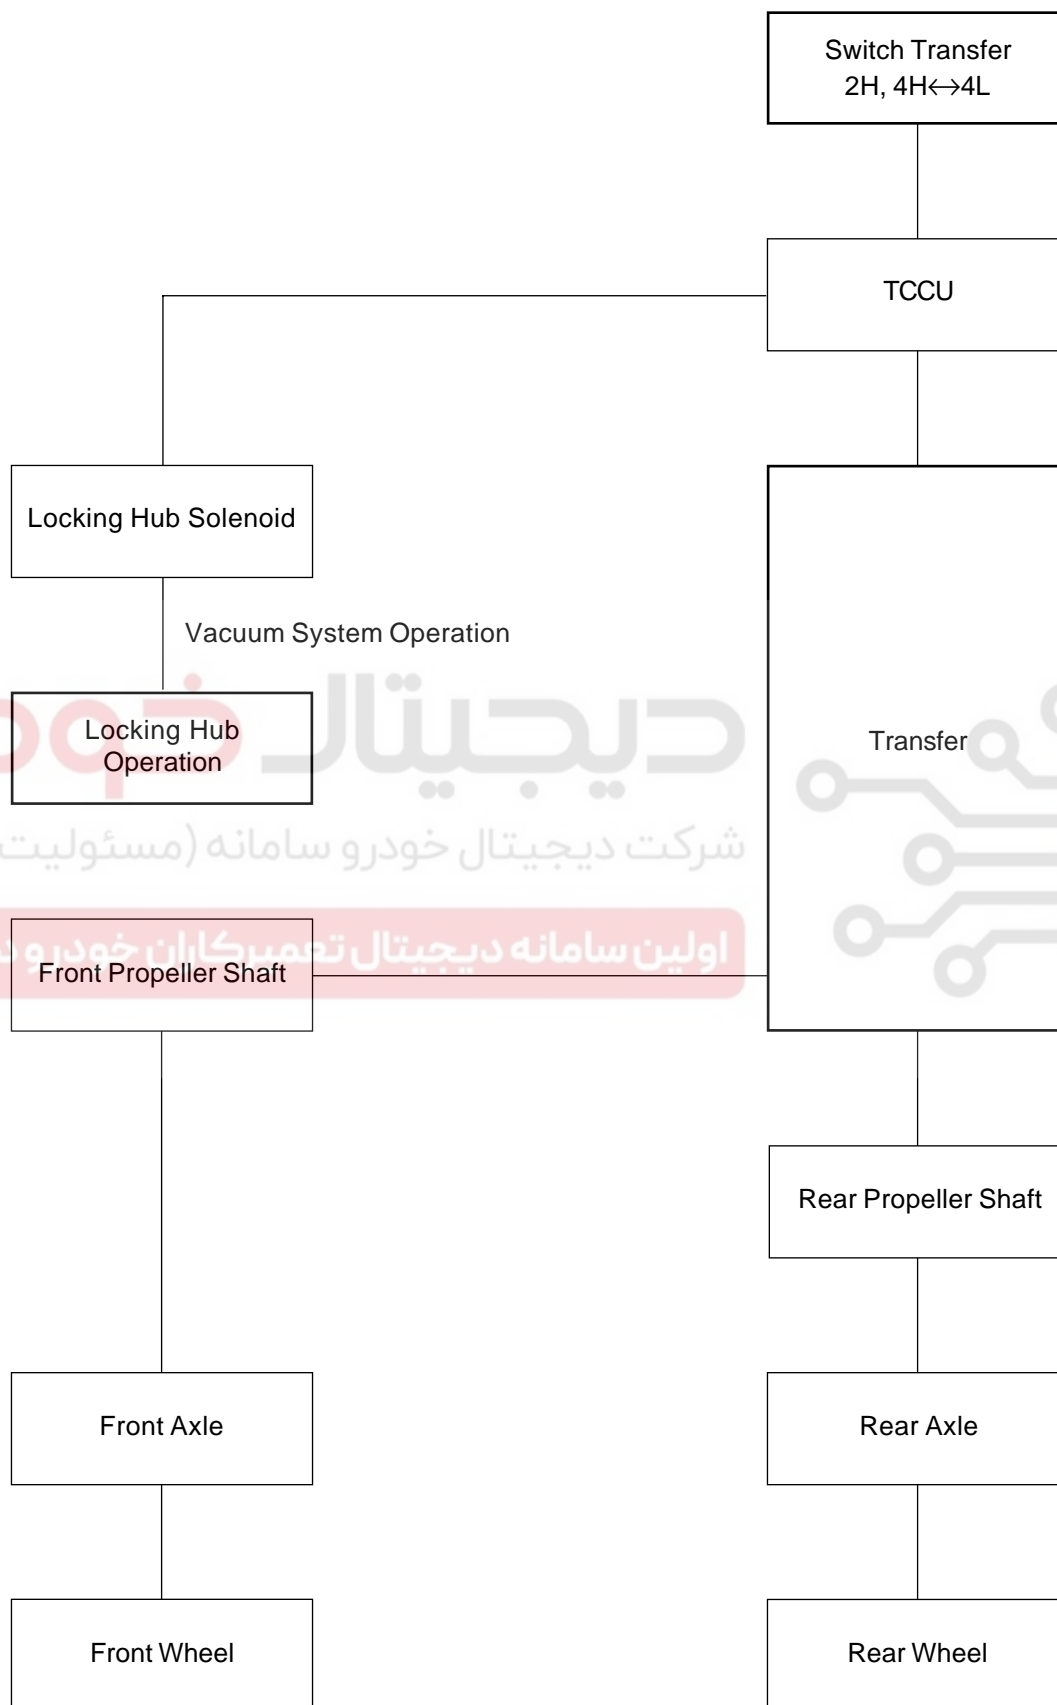 Switch Transfer
2H, 4H↔4L
TCCU
Locking Hub Solenoid
Vacuum System Operation
دیجیتال
Locking Hub
Operation
Transfer
شرکت دیجیتال خودرو سامانه (مسئولیت
اولین سامانه دیجیتال تعمیرکاران خودرو
Front Propeller Shaft
Rear Propeller Shaft
Front Axle
Rear Axle
Front Wheel
Rear Wheel